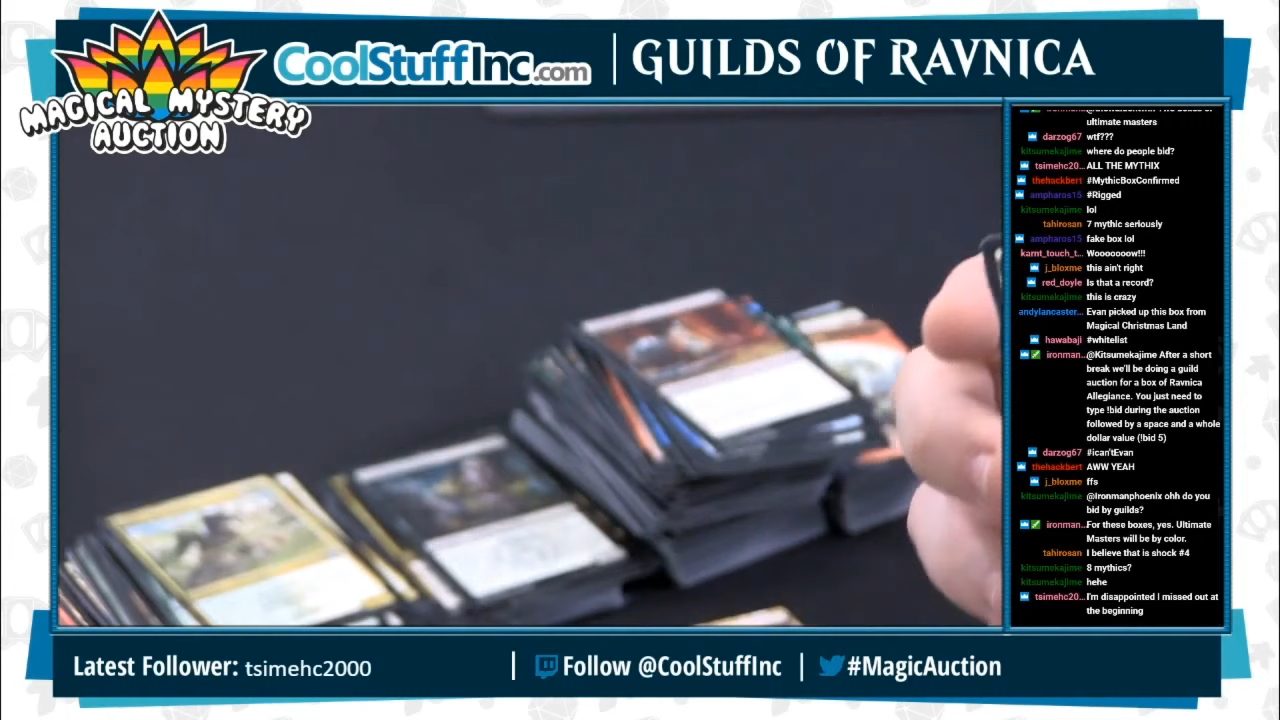 MAGICAL MYSTERY
AUCTION
CoolStuffInc.com
GUILDS OF RAVNICA
ultimate masters
darzog67 wtf???
kitsumekajime where do people bid?
tsimehc20... ALL THE MYTHIX
thehackbert #MythicBoxConfirmed
ampharos15 #Rigged
kitsumekajime lol
tahirosan 7 mythic seriously
ampharos15 fake box lol
karnt_touch_t... Wooooooow!!!
j_bloxme this ain't right
red_doyle Is that a record?
kitsumekajime this is crazy
andylancaster... Evan picked up this box from
Magical Christmas Land
hawabaji #whitelist
ironman... @Kitsumekajime After a short
break we'll be doing a guild
auction for a box of Ravnica
Allegiance. You just need to
type !bid during the auction
followed by a space and a whole
dollar value (!bid 5)
darzog67 #ican'tEvan
thehackbert AWW YEAH
j_bloxme ffs
kitsumekajime @Ironmanphoenix ohh do you
bid by guilds?
ironman... For these boxes, yes. Ultimate
Masters will be by color.
tahirosan I believe that is shock #4
kitsumekajime 8 mythics?
kitsumekajime hehe
tsimehc20... I'm disappointed I missed out at
the beginning
Latest Follower: tsimehc2000 | Follow @CoolStuffInc | #MagicAuction